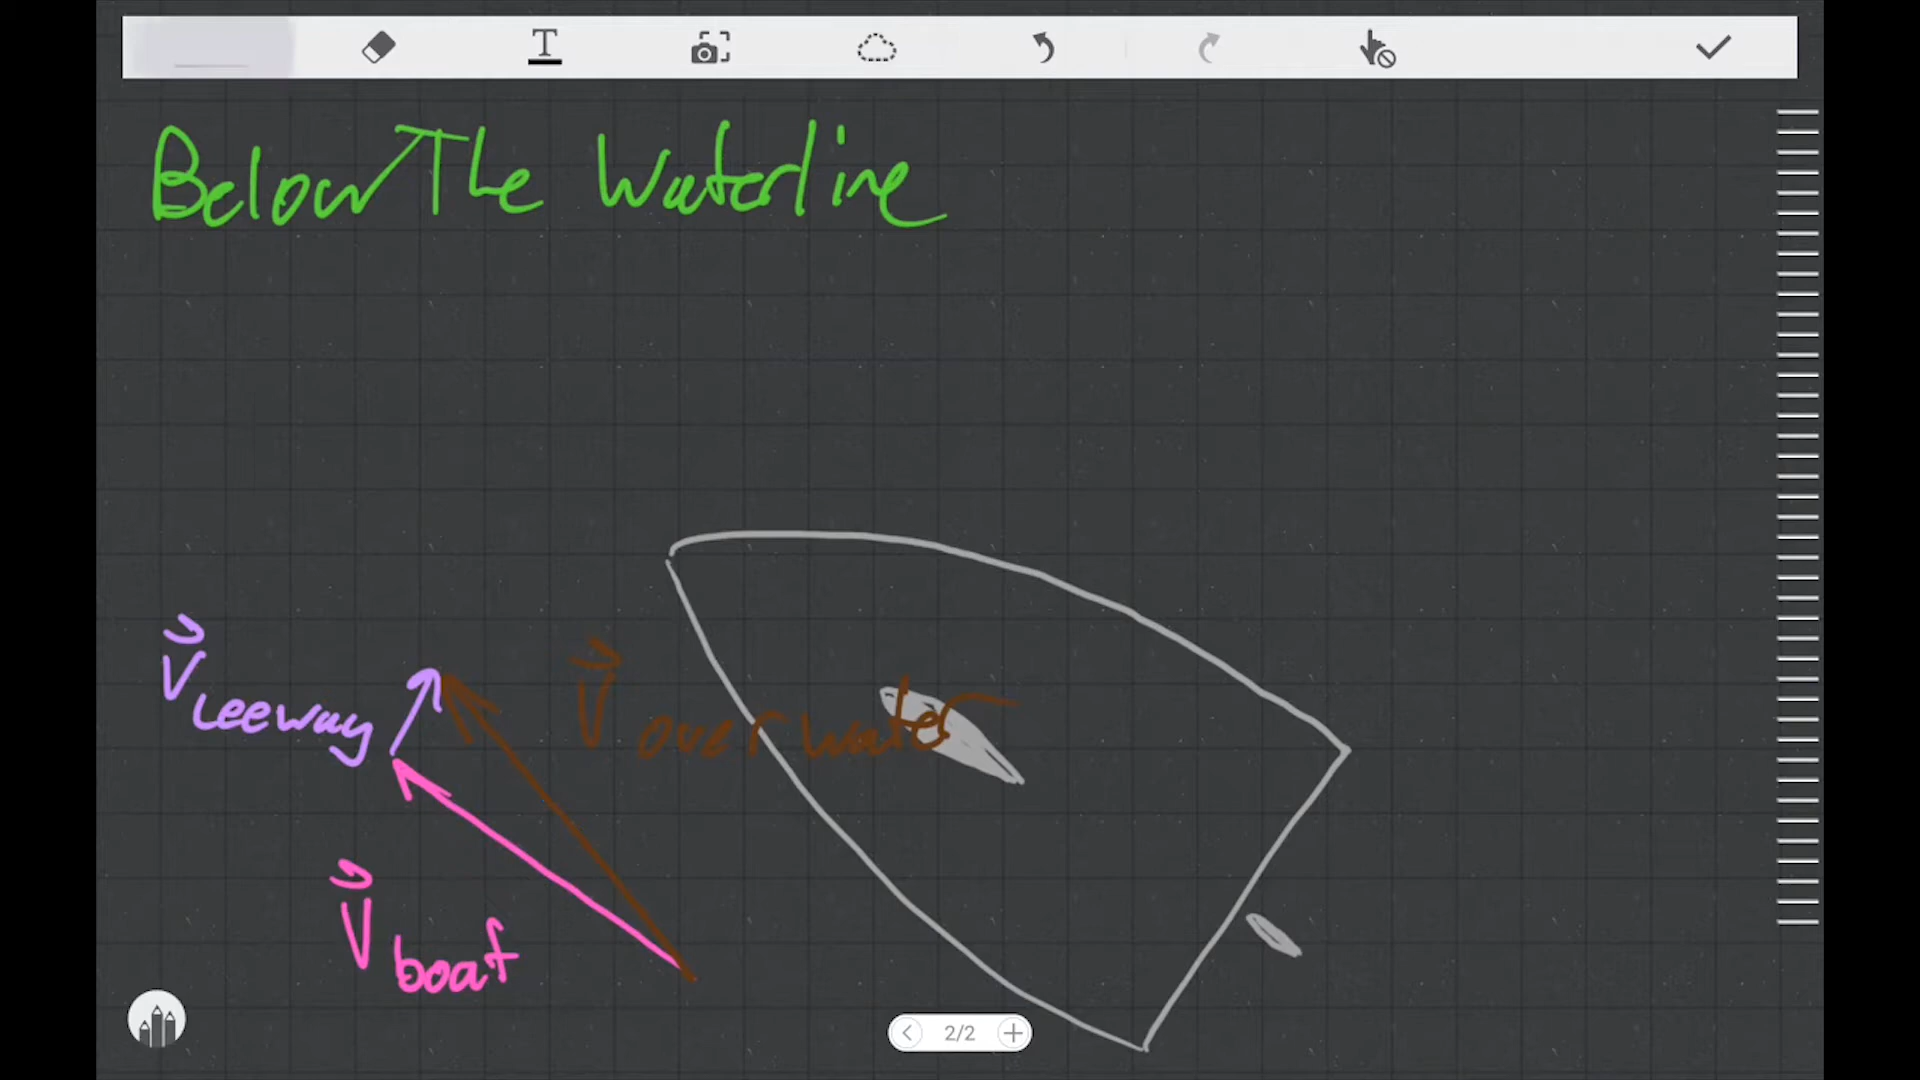 T
Below The Waterline
V leeway
V over water
V boat
2/2